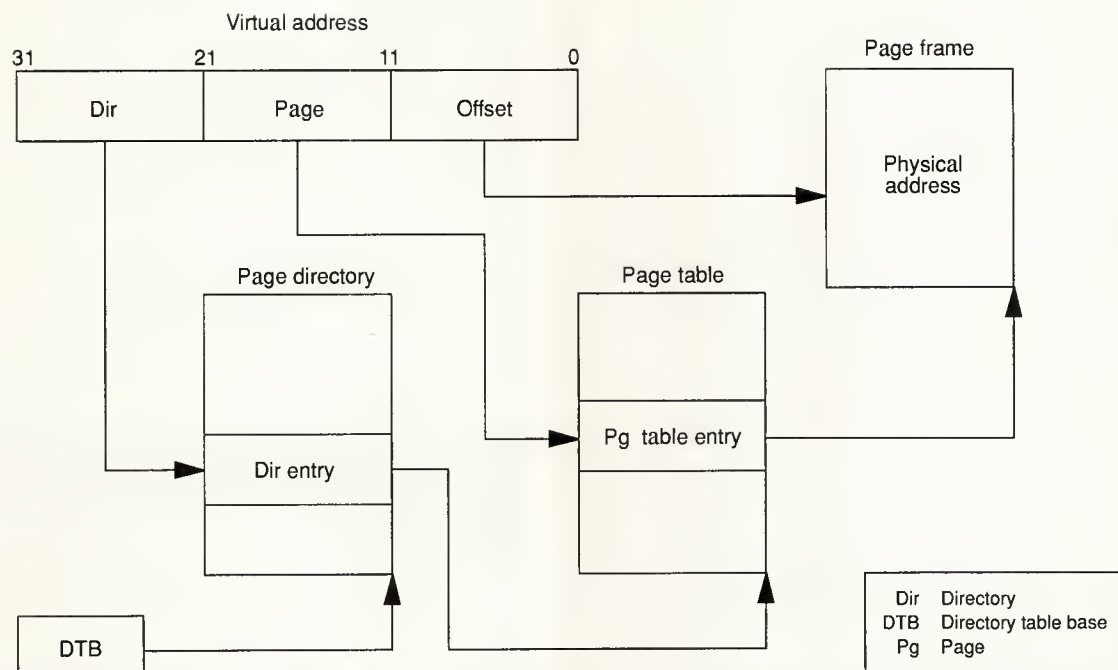 Virtual address
31 21 11 0
Dir Page Offset
Page frame
Physical
address
Page directory
Page table
Dir entry
Pg table entry
DTB
Dir Directory
DTB Directory table base
Pg Page